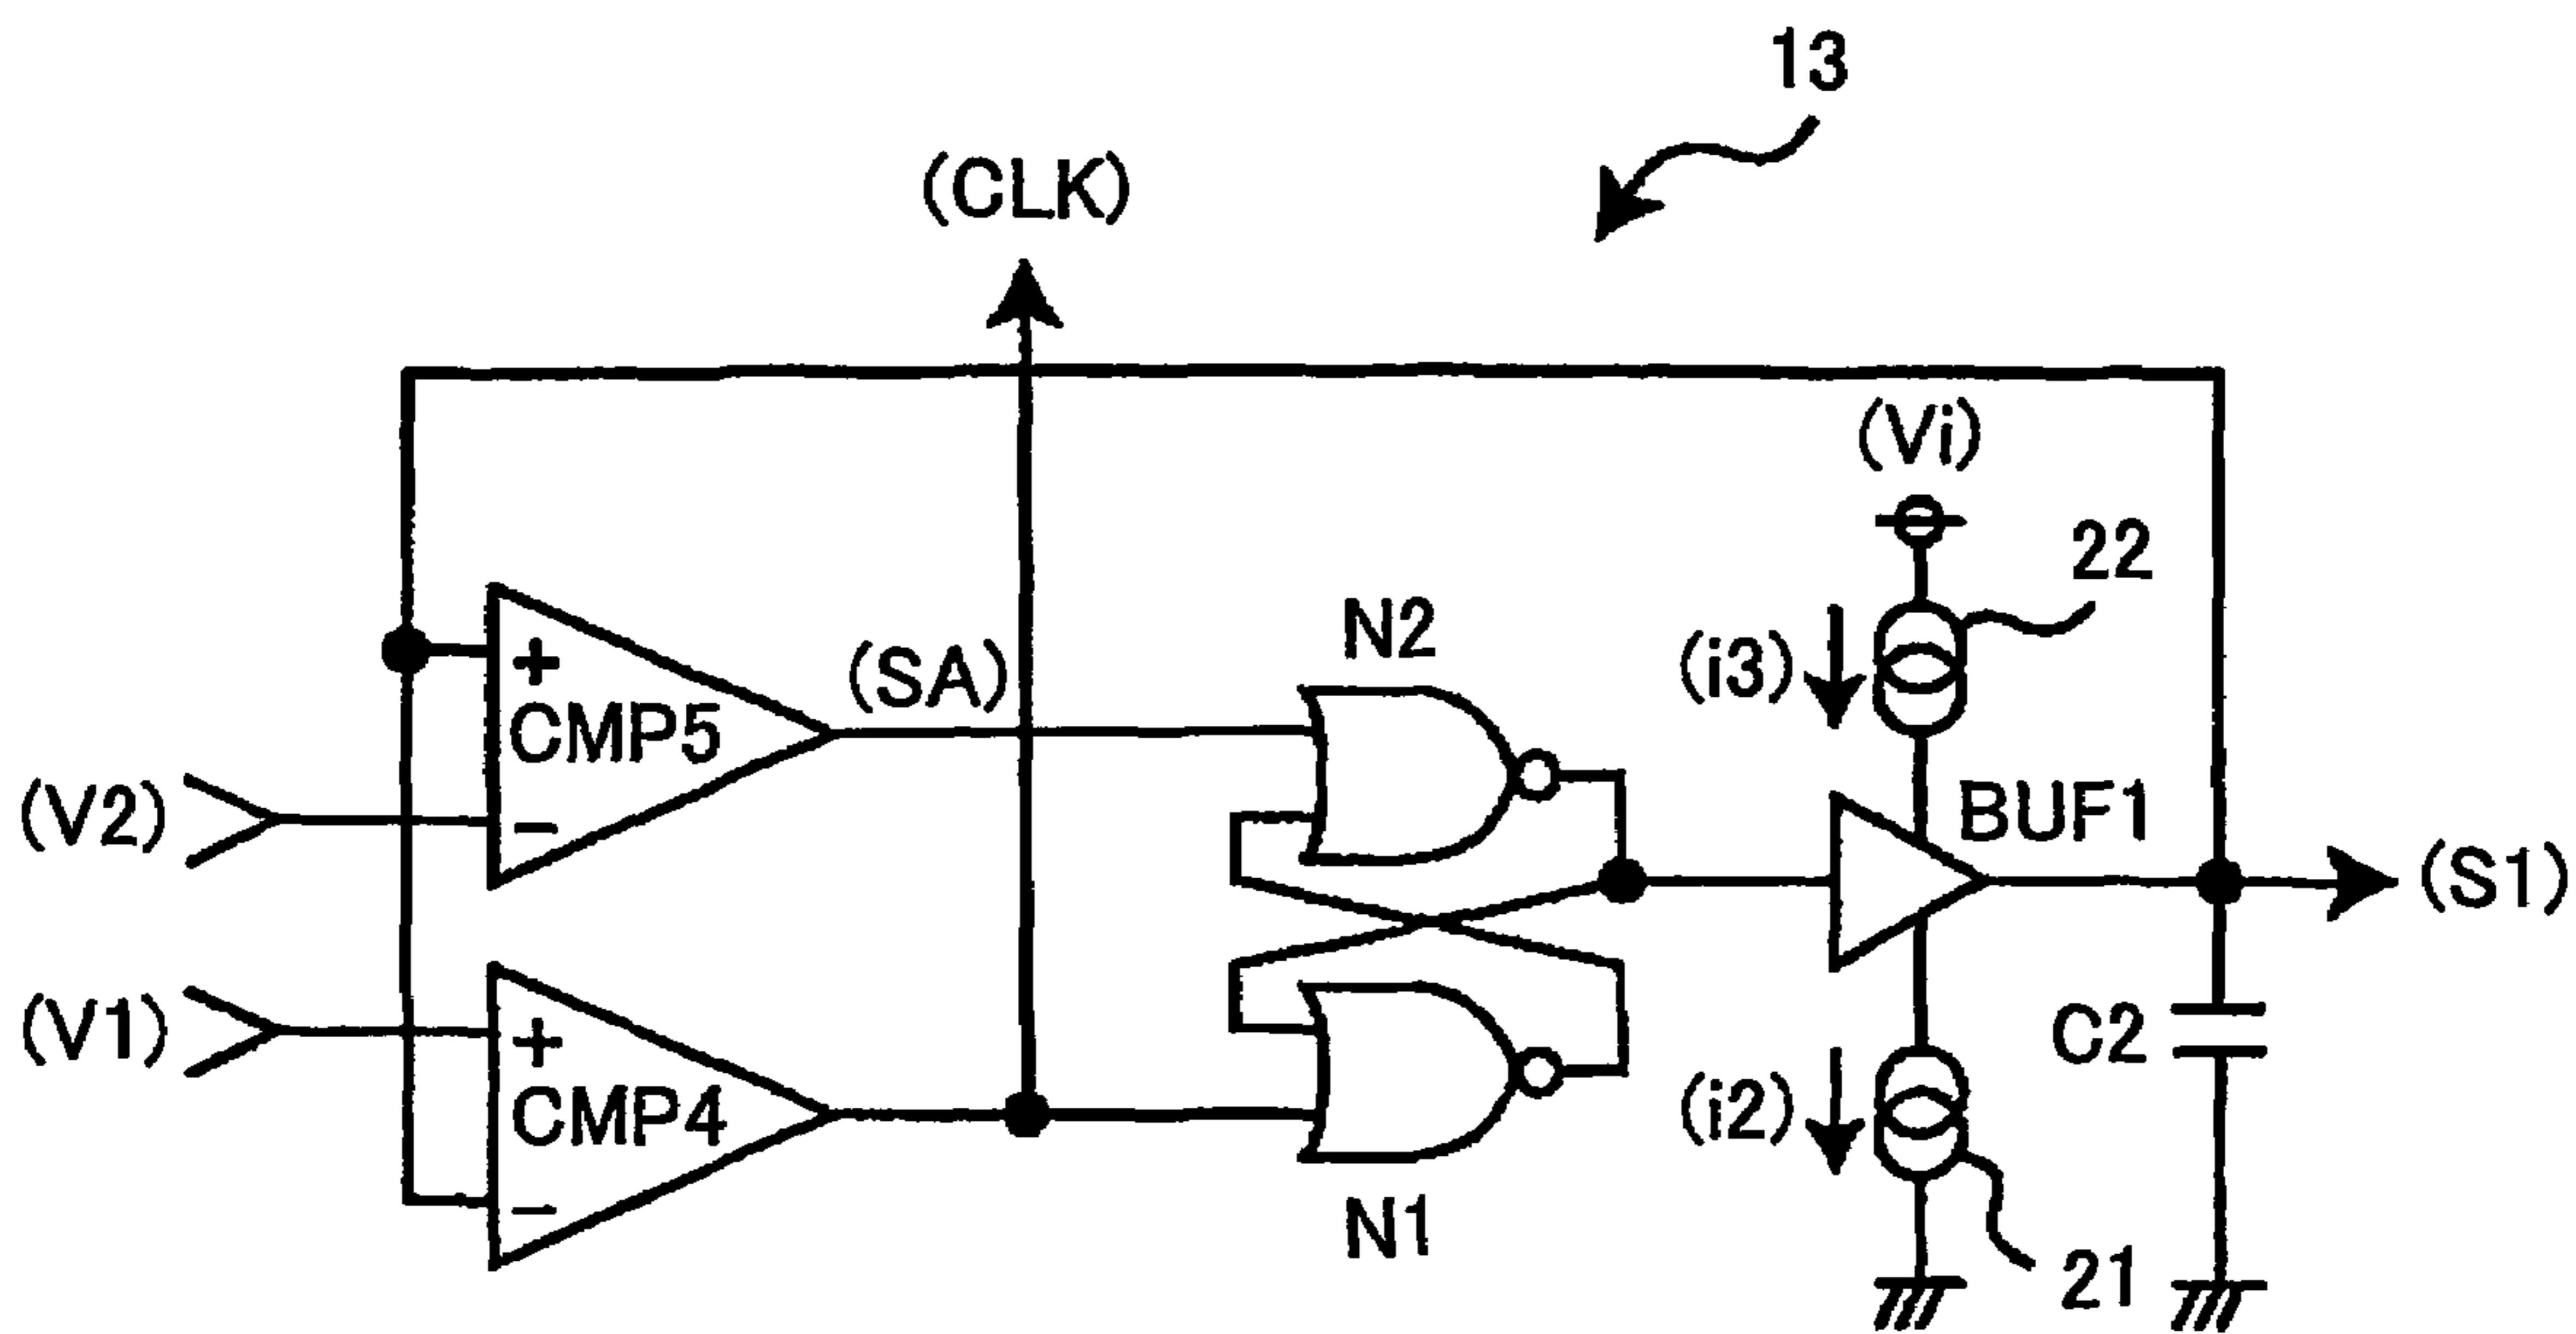 13
(CLK)
(Vi)
22
N2
(i3)
+
CMP5
(SA)
(V2)
−
BUF1
(S1)
(V1)
+
CMP4
−
C2
(i2)
N1
21